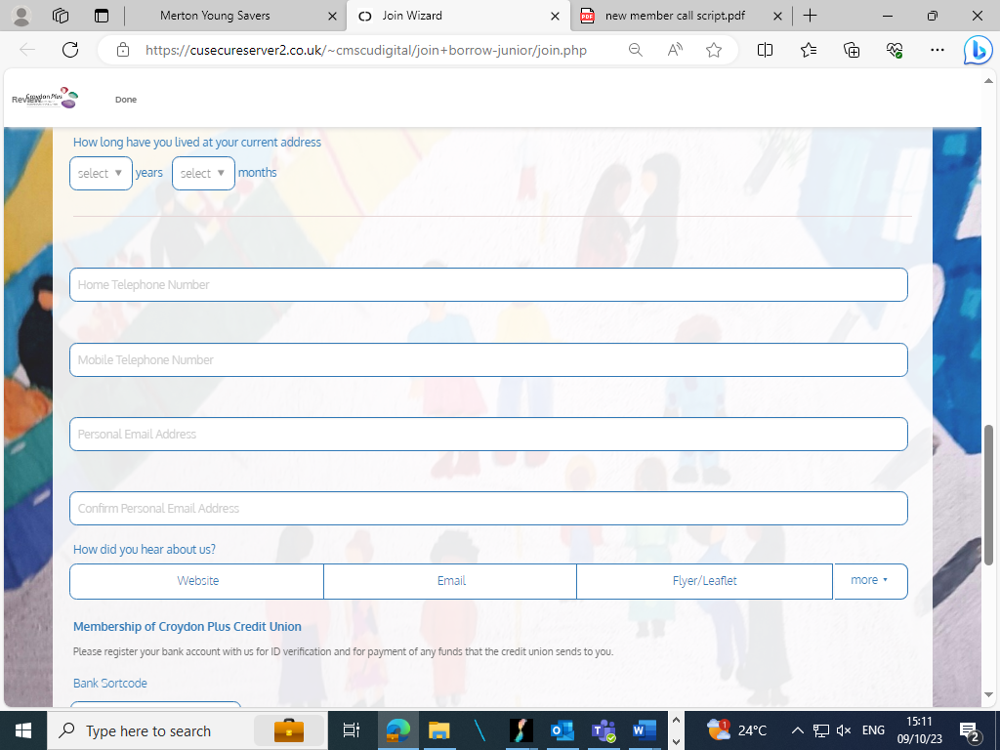 Merton Young Savers
Join Wizard
PDF
new member call script.pdf
https://cusecureserver2.co.uk/~cmscudigital/join+borrow-junior/join.php
Review
Croydon Plus
Done
How long have you lived at your current address
select years select months
Home Telephone Number
Mobile Telephone Number
Personal Email Address
Confirm Personal Email Address
How did you hear about us?
Website Email Flyer/Leaflet more
Membership of Croydon Plus Credit Union
Please register your bank account with us for ID verification and for payment of any funds that the credit union sends to you.
Bank Sortcode
Type here to search
1
24°C
ENG
15:11
09/10/23
2